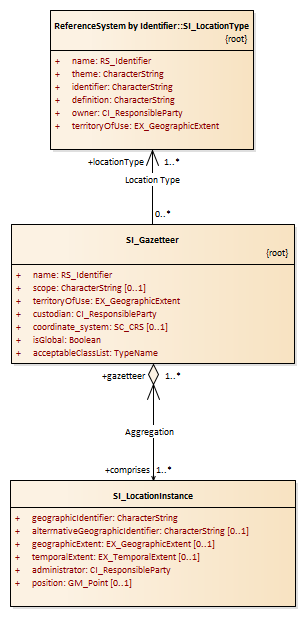 ReferenceSystem by Identifier::SI_LocationType
{root}
+ name: RS_Identifier
+ theme: CharacterString
+ identifier: CharacterString
+ definition: CharacterString
+ owner: CI_ResponsibleParty
+ territoryOfUse: EX_GeographicExtent
+locationType 1..*
Location Type
0..*
SI_Gazetteer
{root}
+ name: RS_Identifier
+ scope: CharacterString [0..1]
+ territoryOfUse: EX_GeographicExtent
+ custodian: CI_ResponsibleParty
+ coordinate_system: SC_CRS [0..1]
+ isGlobal: Boolean
+ acceptableClassList: TypeName
+gazetteer 1..*
Aggregation
+comprises 1..*
SI_LocationInstance
+ geographicIdentifier: CharacterString
+ alterrnativeGeographicIdentifier: CharacterString [0..1]
+ geographicExtent: EX_GeographicExtent [0..1]
+ temporalExtent: EX_TemporalExtent [0..1]
+ administrator: CI_ResponsibleParty
+ position: GM_Point [0..1]